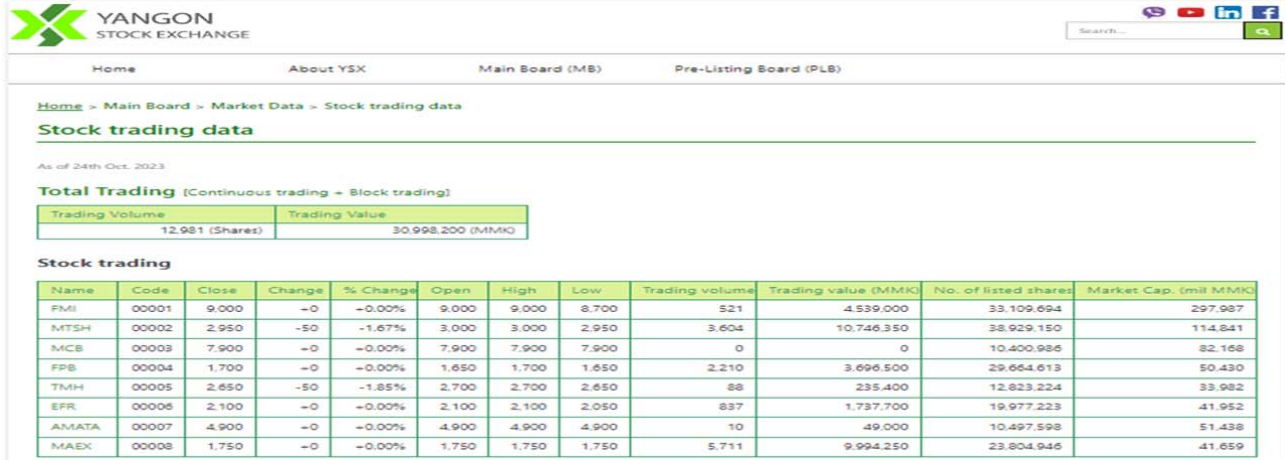 YANGON
STOCK EXCHANGE
Search...
Home About YSX Main Board (MB) Pre-Listing Board (PLB)
Home > Main Board > Market Data > Stock trading data
Stock trading data
As of 24th Oct. 2023
Total Trading [Continuous trading + Block trading]
Trading Volume Trading Value
12,981 (Shares) 30,998,200 (MMK)
Stock trading
Name Code Close Change % Change Open High Low Trading volume Trading value (MMK) No. of listed shares Market Cap. (mil MMK)
FMI 00001 9,000 +0 +0.00% 9,000 9,000 8,700 521 4,539,000 33,109,694 297,987
MTSH 00002 2,950 -50 -1.67% 3,000 3,000 2,950 3,604 10,746,350 38,929,150 114,841
MCB 00003 7,900 +0 +0.00% 7,900 7,900 7,900 0 0 10,400,986 82,168
FPB 00004 1,700 +0 +0.00% 1,650 1,700 1,650 2,210 3,696,500 29,664,613 50,430
TMH 00005 2,650 -50 -1.85% 2,700 2,700 2,650 88 235,400 12,823,224 33,982
EFR 00006 2,100 +0 +0.00% 2,100 2,100 2,050 837 1,737,700 19,977,223 41,952
AMATA 00007 4,900 +0 +0.00% 4,900 4,900 4,900 10 49,000 10,497,598 51,438
MAEX 00008 1,750 +0 +0.00% 1,750 1,750 1,750 5,711 9,994,250 23,804,946 41,659